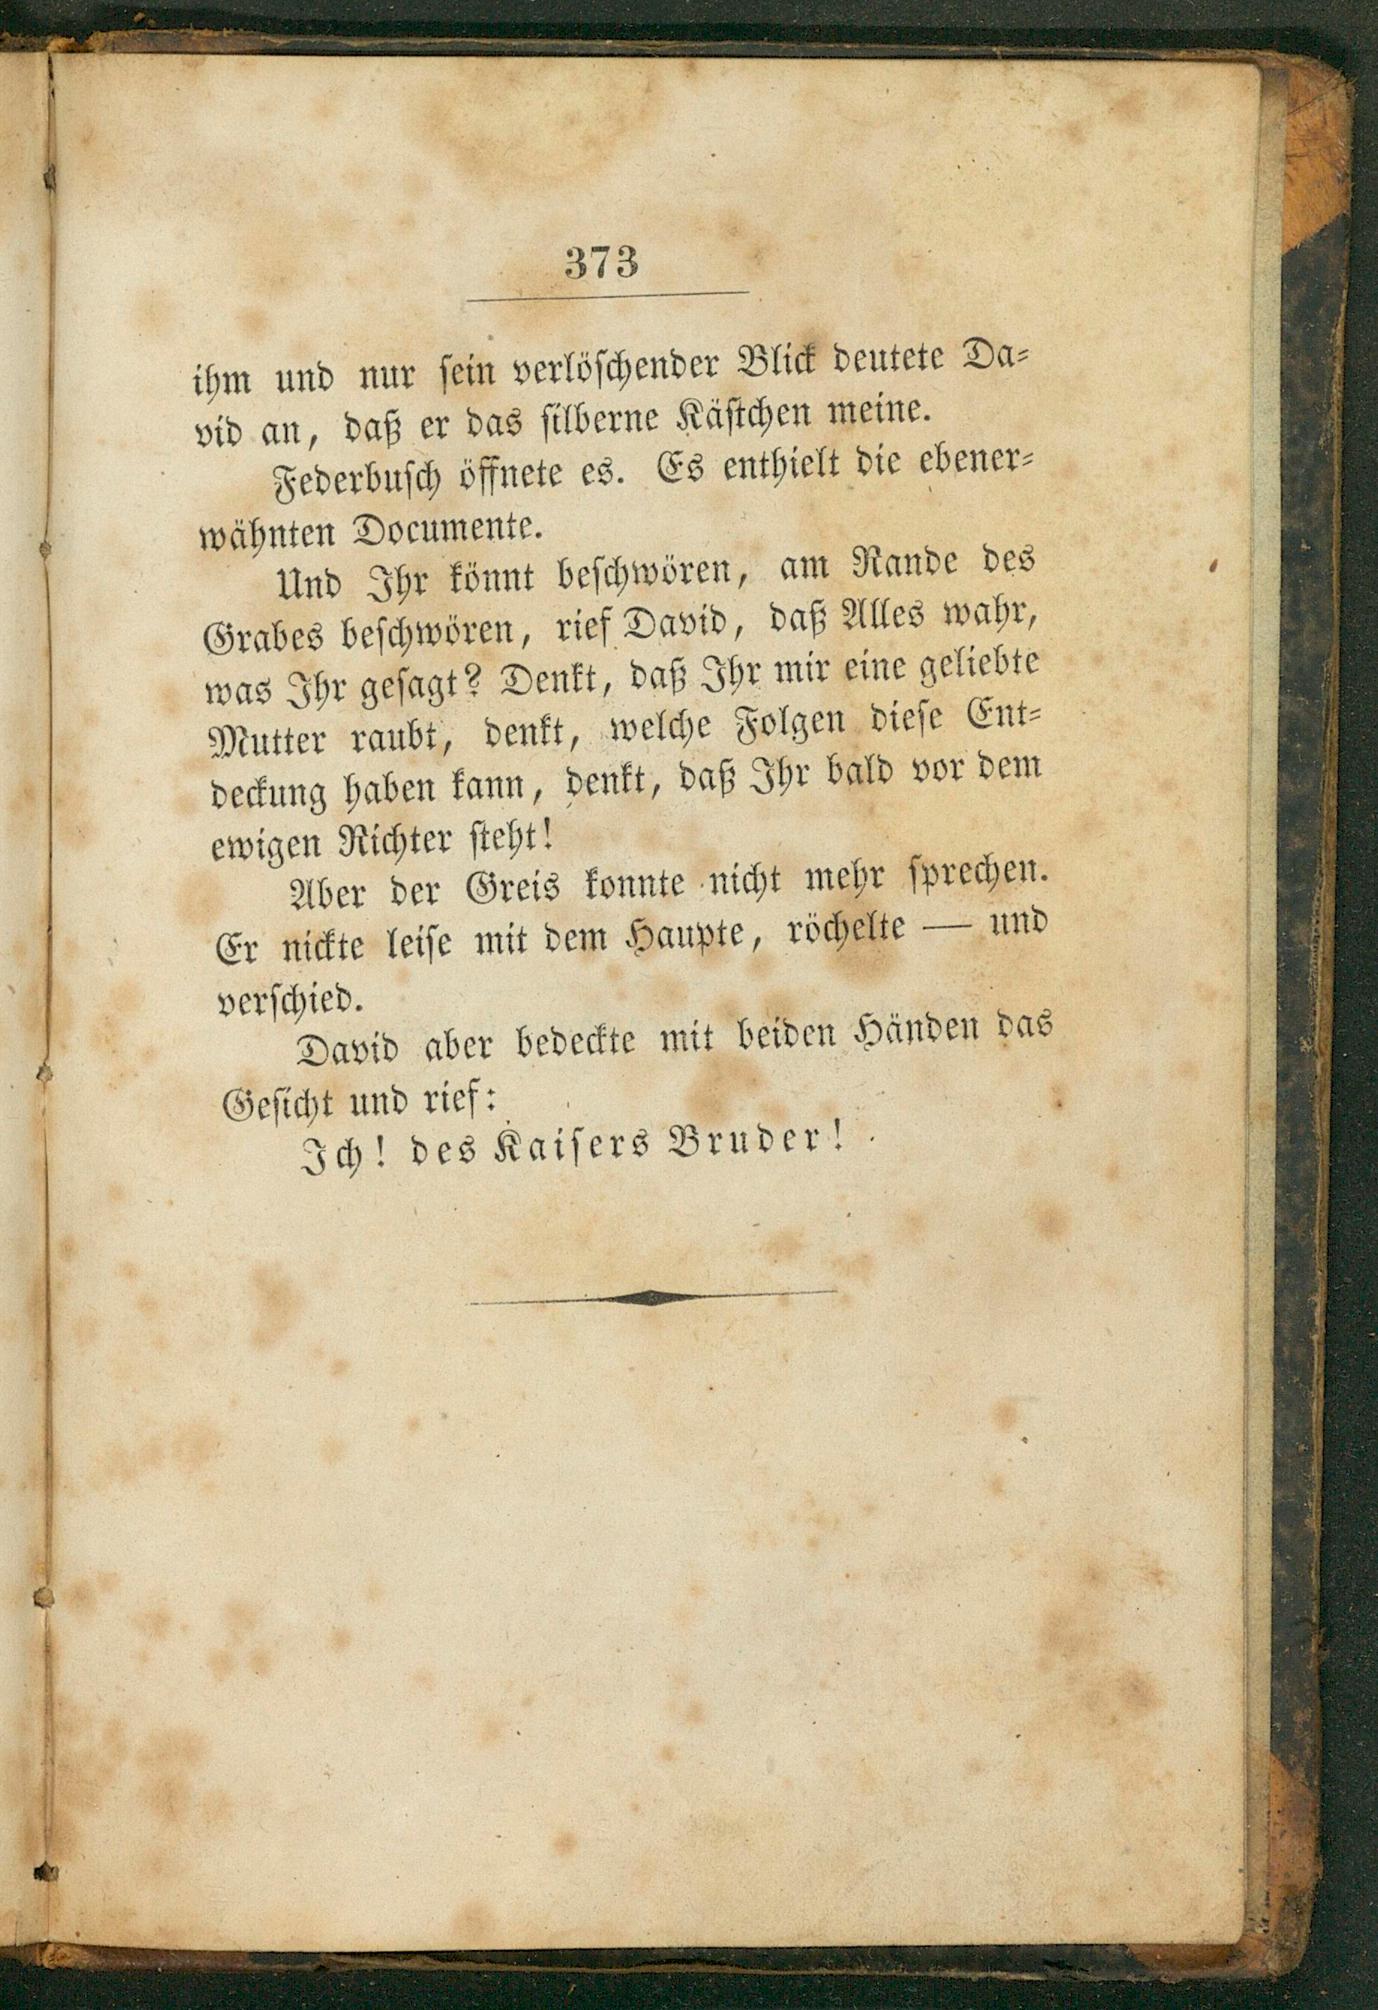 373
ihm und nur sein verlöschender Blick deutete Da-
vid an, daß er das silberne Kästchen meine.
Federbusch öffnete es. Es enthielt die ebener-
wähnten Documente.
Und Ihr könnt beschwören, am Rande des
Grabes beschwören, rief David, daß Alles wahr,
was Ihr gesagt? Denkt, daß Ihr mir eine geliebte
Mutter raubt, denkt, welche Folgen diese Ent-
deckung haben kann, denkt, daß Ihr bald vor dem
ewigen Richter steht!
Aber der Greis konnte nicht mehr sprechen.
Er nickte leise mit dem Haupte, röchelte — und
verschied.
David aber bedeckte mit beiden Händen das
Gesicht und rief:
Ich! des Kaisers Bruder!